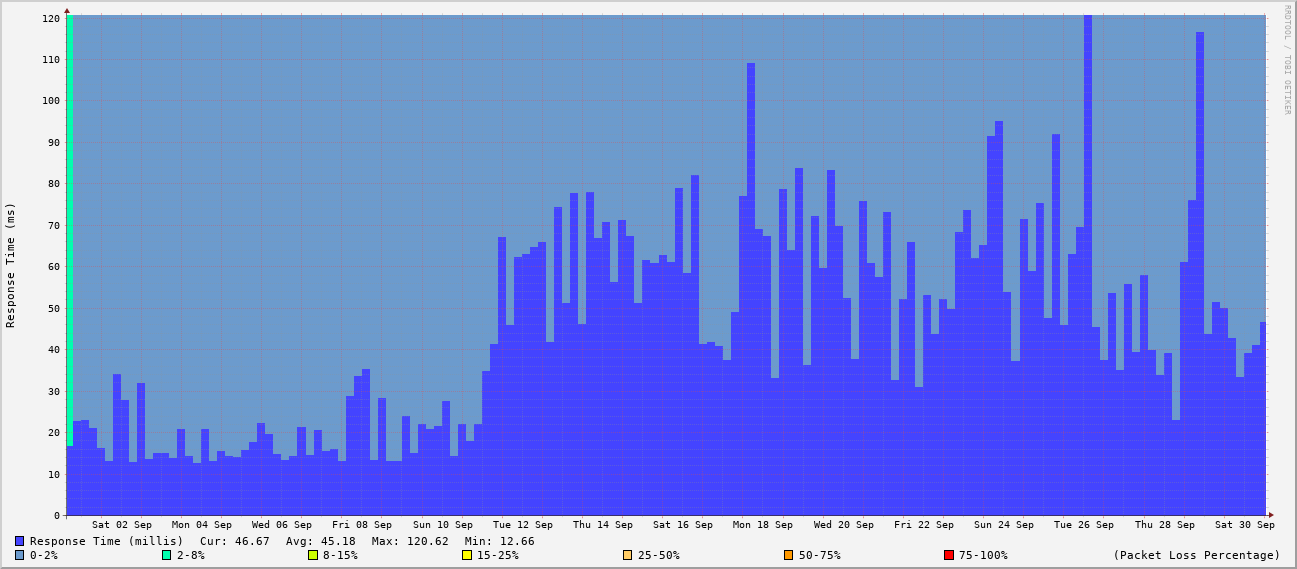 RRDTOOL / TOBI OETIKER
Response Time (ms)
120
110
100
90
80
70
60
50
40
30
20
10
0
Sat 02 Sep Mon 04 Sep Wed 06 Sep Fri 08 Sep Sun 10 Sep Tue 12 Sep Thu 14 Sep Sat 16 Sep Mon 18 Sep Wed 20 Sep Fri 22 Sep Sun 24 Sep Tue 26 Sep Thu 28 Sep Sat 30 Sep
Response Time (millis) Cur: 46.67 Avg: 45.18 Max: 120.62 Min: 12.66
0-2% 2-8% 8-15% 15-25% 25-50% 50-75% 75-100% (Packet Loss Percentage)